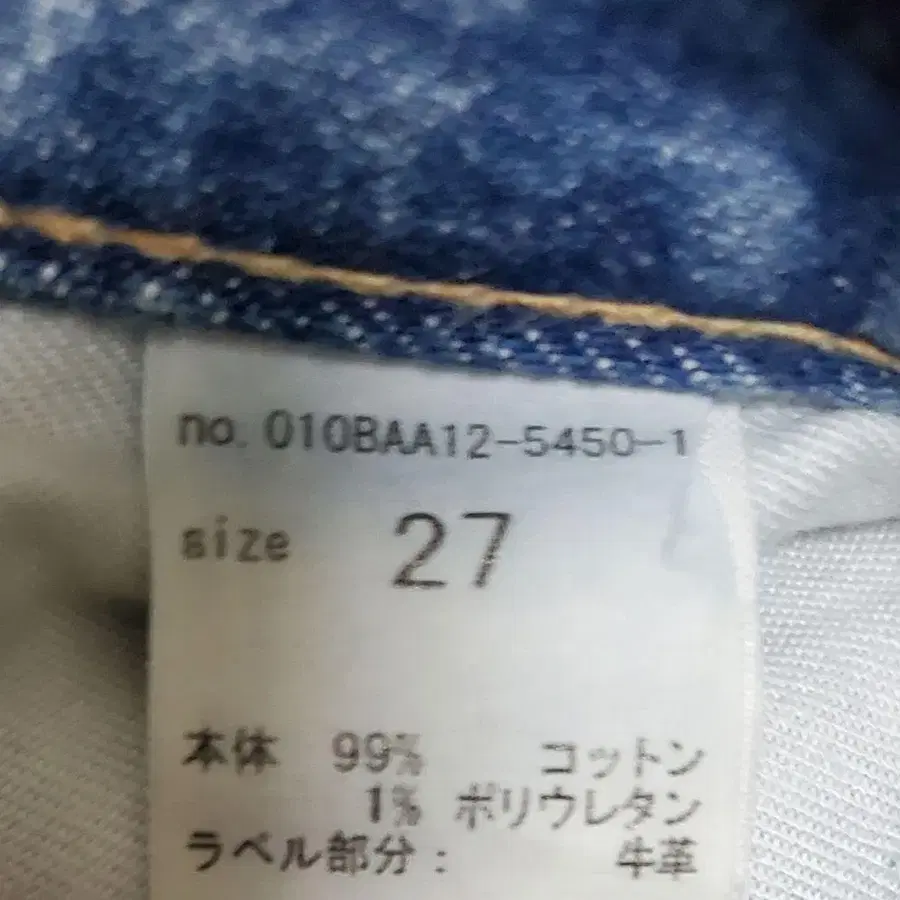 no. 010BAA12-5450-1
size 27
本体 99% コットン
1% ポリウレタン
ラベル部分: 牛革